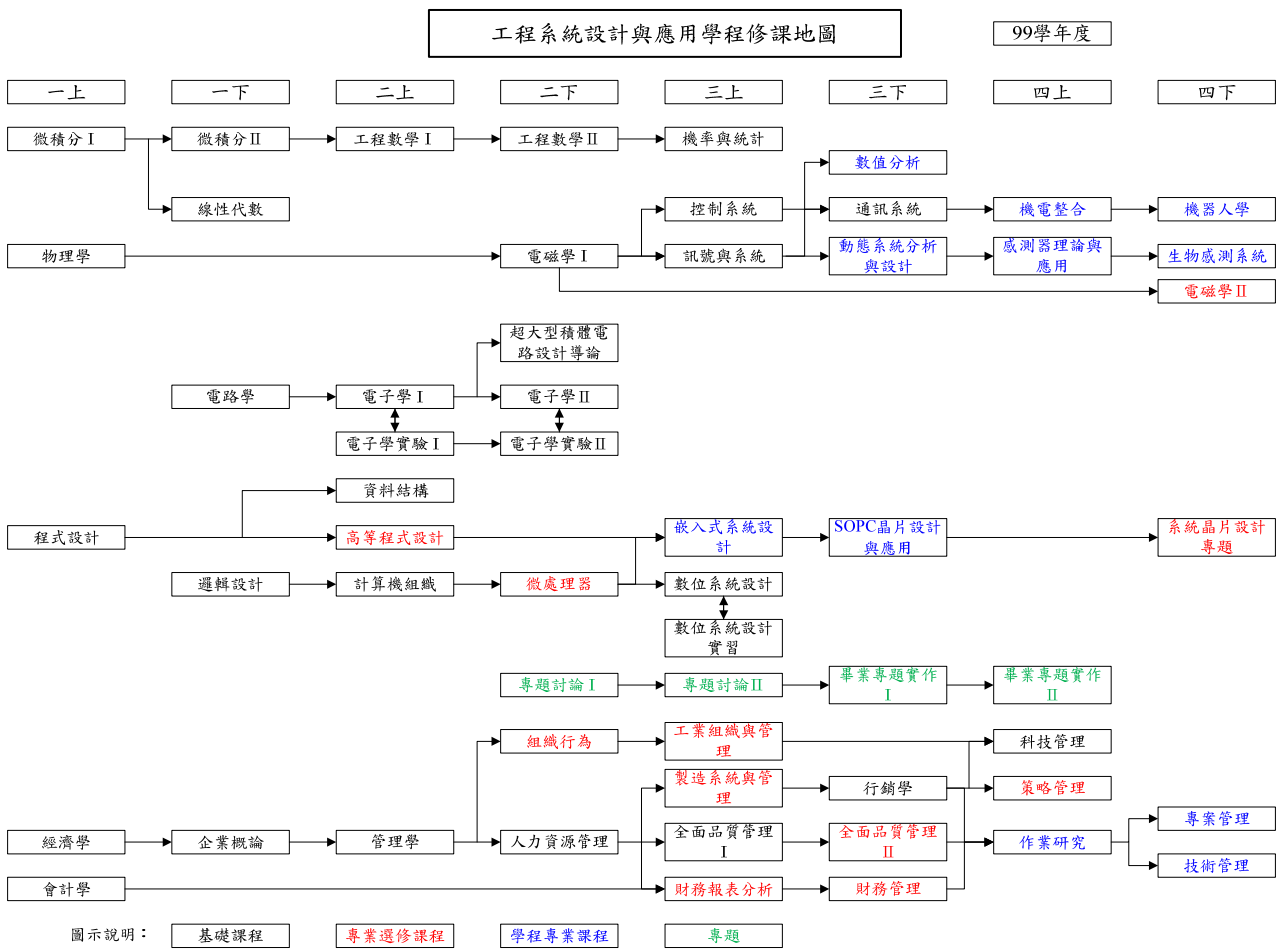 工程系統設計與應用學程修課地圖
99學年度
一上
一下
二上
二下
三上
三下
四上
四下
微積分Ⅰ
微積分Ⅱ
工程數學Ⅰ
工程數學Ⅱ
機率與統計
數值分析
線性代數
控制系統
通訊系統
機電整合
機器人學
物理學
電磁學Ⅰ
訊號與系統
動態系統分析
與設計
感測器理論與
應用
生物感測系統
電磁學Ⅱ
超大型積體電
路設計導論
電路學
電子學Ⅰ
電子學Ⅱ
電子學實驗Ⅰ
電子學實驗Ⅱ
資料結構
程式設計
高等程式設計
嵌入式系統設
計
SOPC晶片設計
與應用
系統晶片設計
專題
邏輯設計
計算機組織
微處理器
數位系統設計
數位系統設計
實習
專題討論Ⅰ
專題討論Ⅱ
畢業專題實作
Ⅰ
畢業專題實作
Ⅱ
組織行為
工業組織與管
理
科技管理
製造系統與管
理
行銷學
策略管理
經濟學
企業概論
管理學
人力資源管理
全面品質管理
Ⅰ
全面品質管理
Ⅱ
作業研究
專案管理
技術管理
會計學
財務報表分析
財務管理
圖示說明：
基礎課程
專業選修課程
學程專業課程
專題